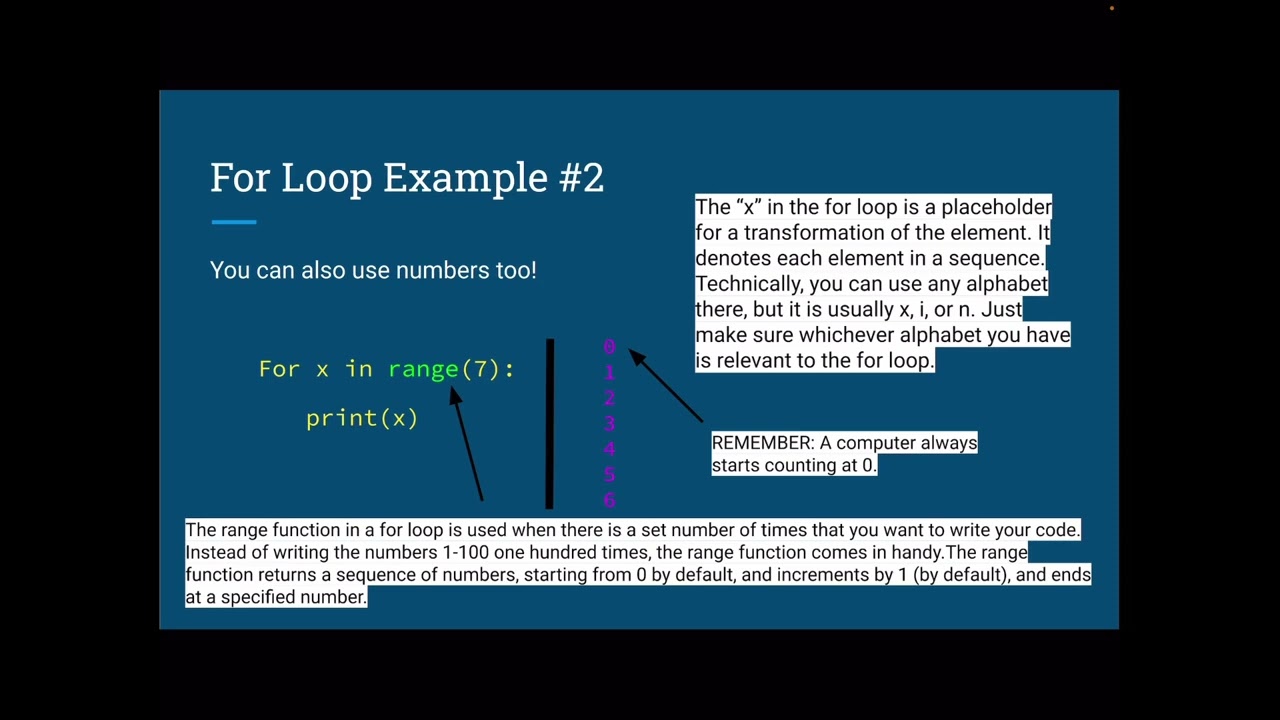 For Loop Example #2
You can also use numbers too!
The “x” in the for loop is a placeholder
for a transformation of the element. It
denotes each element in a sequence.
Technically, you can use any alphabet
there, but it is usually x, i, or n. Just
make sure whichever alphabet you have
is relevant to the for loop.
For x in range(7):
print(x)
0
1
2
3
4
5
6
REMEMBER: A computer always
starts counting at 0.
The range function in a for loop is used when there is a set number of times that you want to write your code.
Instead of writing the numbers 1-100 one hundred times, the range function comes in handy.The range
function returns a sequence of numbers, starting from 0 by default, and increments by 1 (by default), and ends
at a specified number.